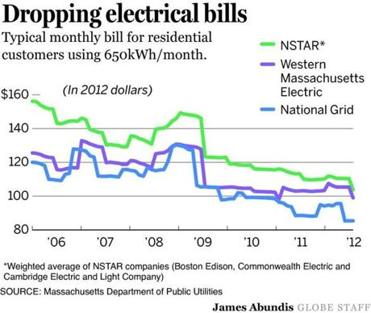 Dropping electrical bills
Typical monthly bill for residential
customers using 650kWh/month.
NSTAR*
Western
Massachusetts
Electric
National Grid
(In 2012 dollars)
$160
140
120
100
80
'06 '07 '08 '09 '10 '11 '12
*Weighted average of NSTAR companies (Boston Edison, Commonwealth Electric and
Cambridge Electric and Light Company)
SOURCE: Massachusetts Department of Public Utilities
James Abundis GLOBE STAFF